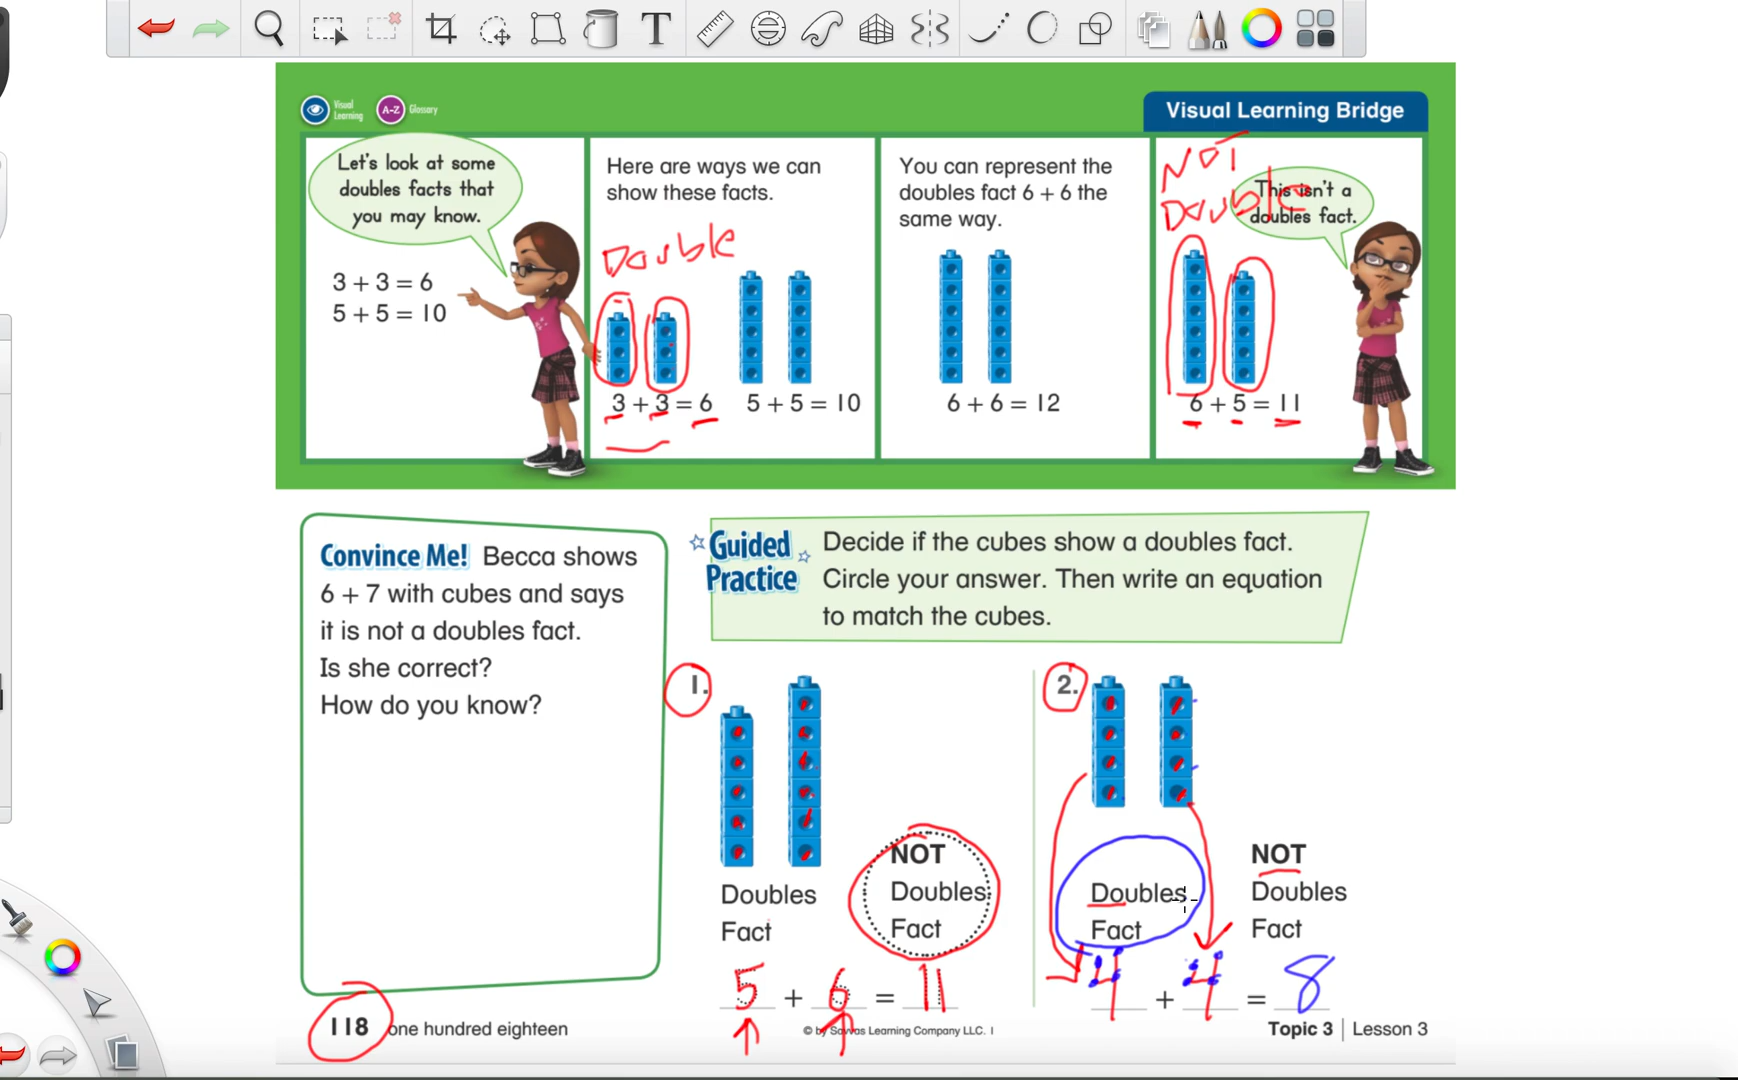 Visual
Learning
A-Z Glossary
Visual Learning Bridge
Let's look at some
doubles facts that
you may know.
3 + 3 = 6
5 + 5 = 10
Here are ways we can
show these facts.
Double
3 + 3 = 6
5 + 5 = 10
You can represent the
doubles fact 6 + 6 the
same way.
6 + 6 = 12
NOT
Double
This isn't a
doubles fact.
6 + 5 = 11
Convince Me! Becca shows
6 + 7 with cubes and says
it is not a doubles fact.
Is she correct?
How do you know?
Guided
Practice
Decide if the cubes show a doubles fact.
Circle your answer. Then write an equation
to match the cubes.
1.
Doubles
Fact
NOT
Doubles
Fact
5 + 6 = 11
2.
Doubles
Fact
NOT
Doubles
Fact
4 + 4 = 8
118 one hundred eighteen
© by Savvas Learning Company LLC. 1
Topic 3 | Lesson 3